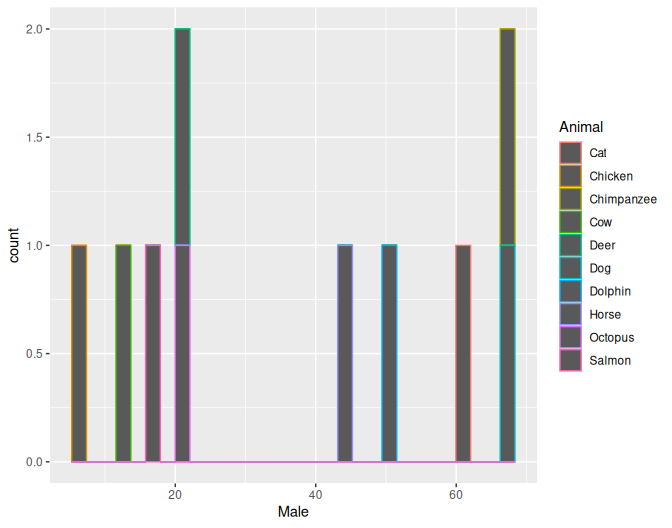 2.0
1.5
count
1.0
0.5
0.0
20
40
60
Male
Animal
Cat
Chicken
Chimpanzee
Cow
Deer
Dog
Dolphin
Horse
Octopus
Salmon